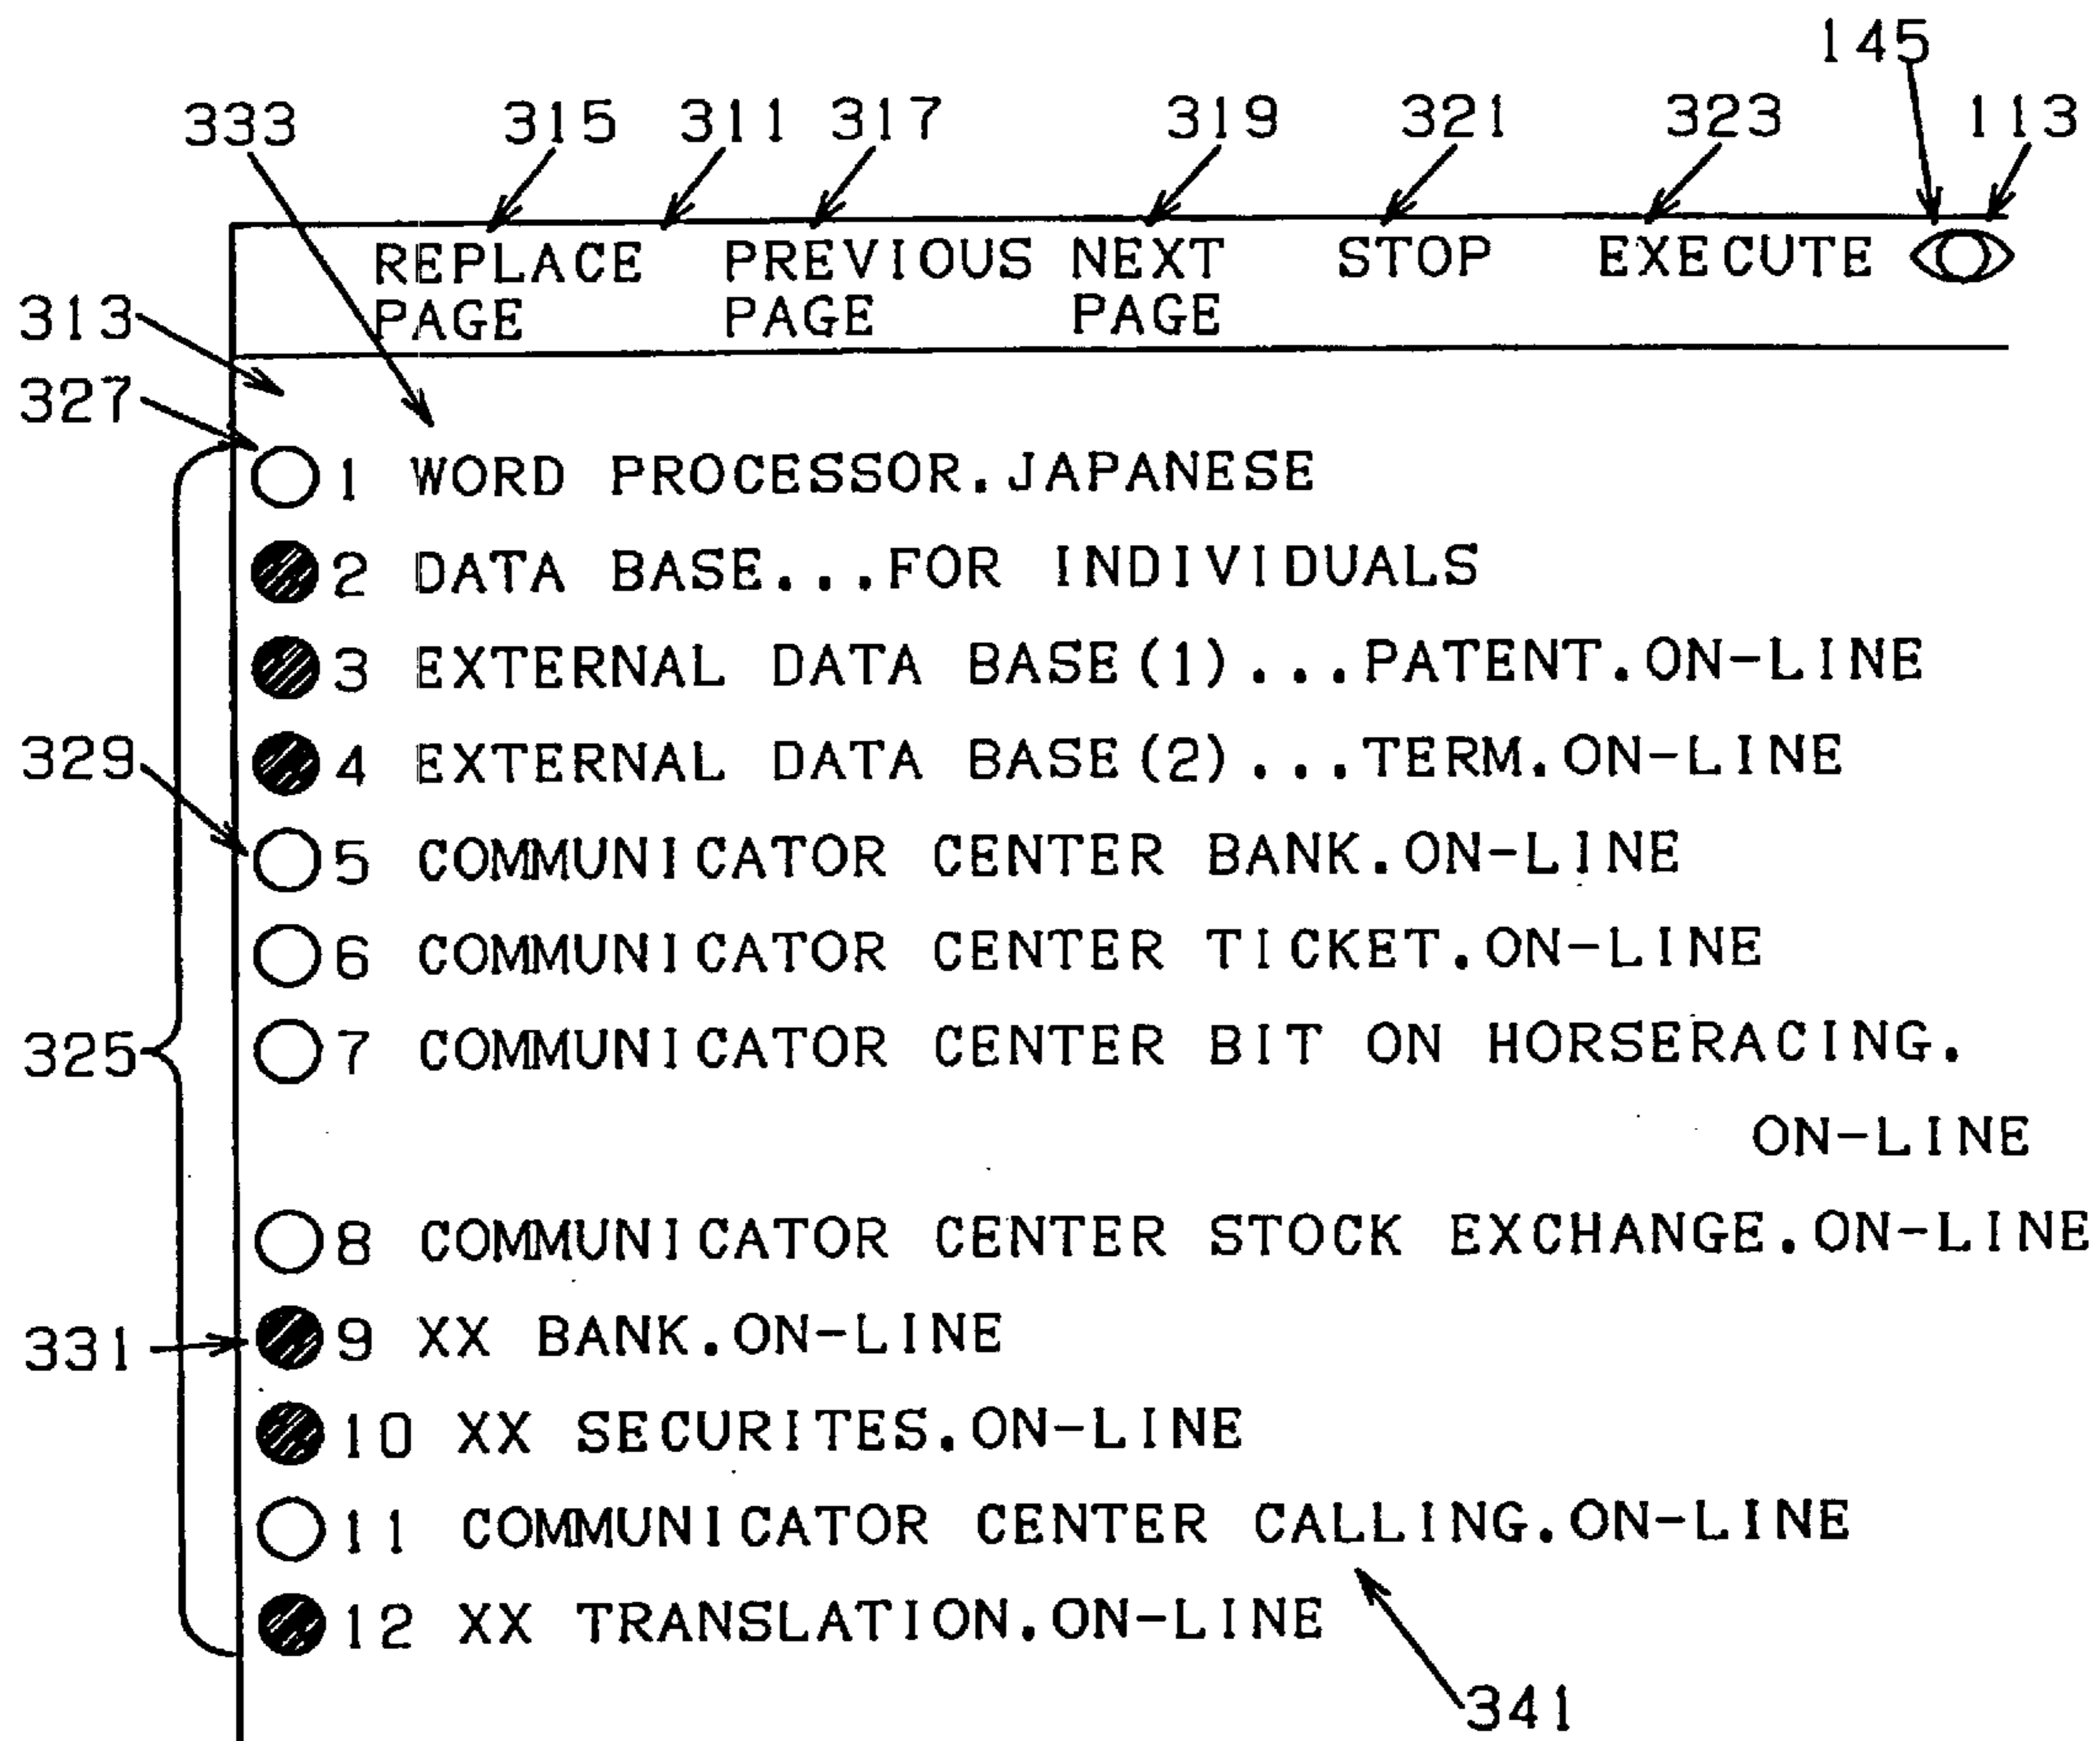 145
333 315 311 317 319 321 323 113
REPLACE PREVIOUS NEXT STOP EXECUTE
PAGE PAGE PAGE
313
327
1 WORD PROCESSOR.JAPANESE
2 DATA BASE...FOR INDIVIDUALS
3 EXTERNAL DATA BASE(1)...PATENT.ON-LINE
329 4 EXTERNAL DATA BASE(2)...TERM.ON-LINE
5 COMMUNICATOR CENTER BANK.ON-LINE
6 COMMUNICATOR CENTER TICKET.ON-LINE
325 7 COMMUNICATOR CENTER BIT ON HORSERACING.
ON-LINE
8 COMMUNICATOR CENTER STOCK EXCHANGE.ON-LINE
331 9 XX BANK.ON-LINE
10 XX SECURITES.ON-LINE
11 COMMUNICATOR CENTER CALLING.ON-LINE
12 XX TRANSLATION.ON-LINE
341